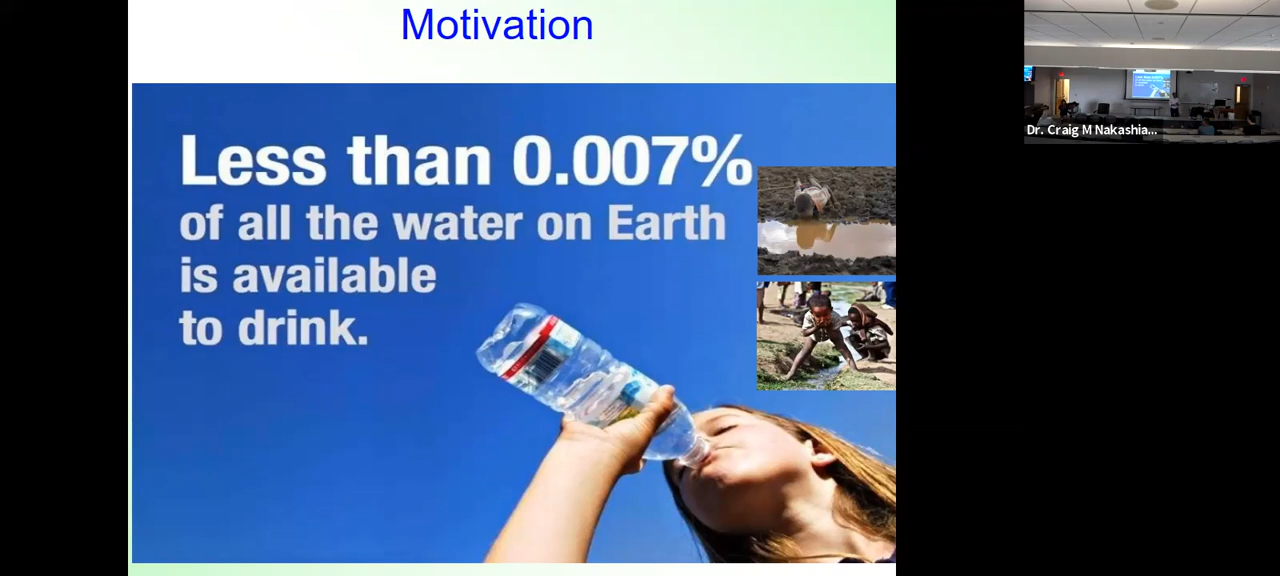 Motivation
Less than 0.007%
of all the water on Earth
is available
to drink.
Dr. Craig M Nakashia...